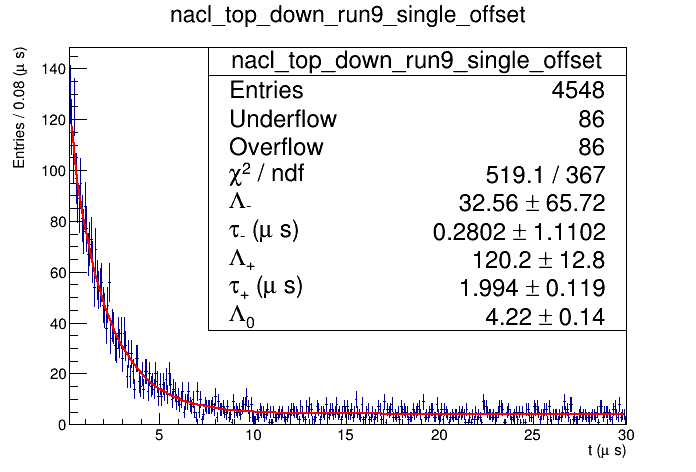 nacl_top_down_run9_single_offset
nacl_top_down_run9_single_offset
Entries 4548
Underflow 86
Overflow 86
χ² / ndf 519.1 / 367
Λ₋ 32.56 ± 65.72
τ₋ (μ s) 0.2802 ± 1.1102
Λ₊ 120.2 ± 12.8
τ₊ (μ s) 1.994 ± 0.119
Λ₀ 4.22 ± 0.14
Entries / 0.08 (μ s)
140
120
100
80
60
40
20
0
5 10 15 20 25 30
t (μ s)